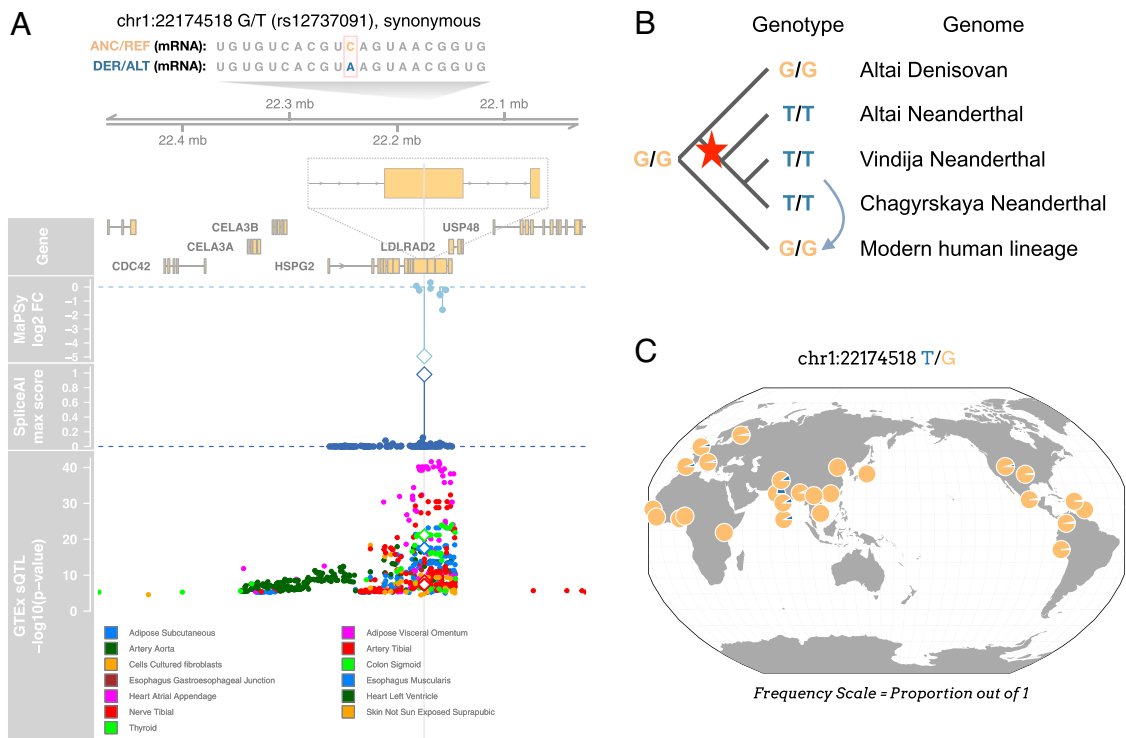 A
chr1:22174518 G/T (rs12737091), synonymous
ANC/REF (mRNA): U G U G U C A C G U C A G U A A C G G U G
DER/ALT (mRNA): U G U G U C A C G U A A G U A A C G G U G
22.3 mb
22.1 mb
22.4 mb
22.2 mb
Gene
CELA3B
USP48
CELA3A
LDLRAD2
CDC42
HSPG2
MaPSy
log2 FC
0
−1
−2
−3
−4
−5
SpliceAI
max score
1
0.8
0.6
0.4
0.2
0
GTEx sQTL
−log10(p−value)
40
30
20
10
0
Adipose Subcutaneous
Adipose Visceral Omentum
Artery Aorta
Artery Tibial
Cells Cultured fibroblasts
Colon Sigmoid
Esophagus Gastroesophageal Junction
Esophagus Muscularis
Heart Atrial Appendage
Heart Left Ventricle
Nerve Tibial
Skin Not Sun Exposed Suprapubic
Thyroid
B
Genotype Genome
G/G Altai Denisovan
T/T Altai Neanderthal
G/G
T/T Vindija Neanderthal
T/T Chagyrskaya Neanderthal
G/G Modern human lineage
C
chr1:22174518 T/G
Frequency Scale = Proportion out of 1